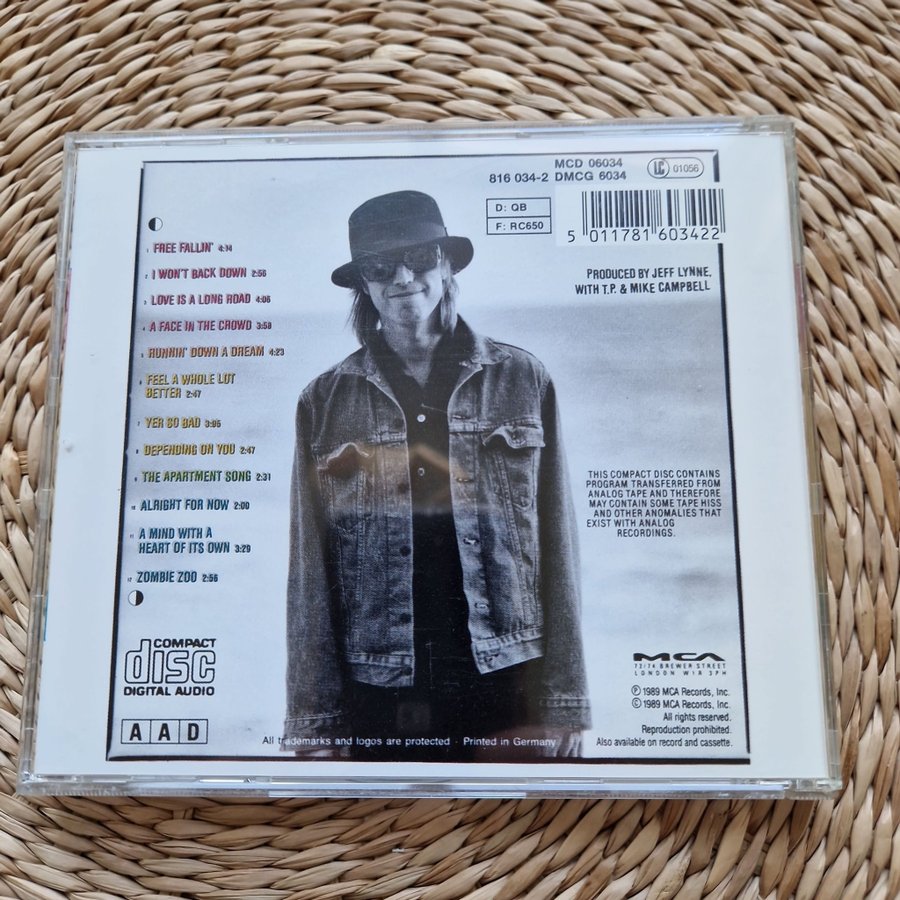 MCD 06034
816 034-2 DMCG 6034
LC 01056
D: QB
F: RC650
5 011781 603422
PRODUCED BY JEFF LYNNE,
WITH T.P. & MIKE CAMPBELL
1 FREE FALLIN' 4:14
2 I WON'T BACK DOWN 2:56
3 LOVE IS A LONG ROAD 4:06
4 A FACE IN THE CROWD 3:58
5 RUNNIN' DOWN A DREAM 4:23
6 FEEL A WHOLE LOT
BETTER 2:47
7 YER SO BAD 3:05
8 DEPENDING ON YOU 2:47
9 THE APARTMENT SONG 2:31
10 ALRIGHT FOR NOW 2:00
11 A MIND WITH A
HEART OF ITS OWN 3:29
12 ZOMBIE ZOO 2:56
THIS COMPACT DISC CONTAINS
PROGRAM TRANSFERRED FROM
ANALOG TAPE AND THEREFORE
MAY CONTAIN SOME TAPE HISS
AND OTHER ANOMALIES THAT
EXIST WITH ANALOG
RECORDINGS.
COMPACT
disc
DIGITAL AUDIO
AAD
MCA
72/74 BREWER STREET
LONDON W1R 3PH
℗ 1989 MCA Records, Inc.
© 1989 MCA Records, Inc.
All rights reserved.
Reproduction prohibited.
Also available on record and cassette.
All trademarks and logos are protected · Printed in Germany